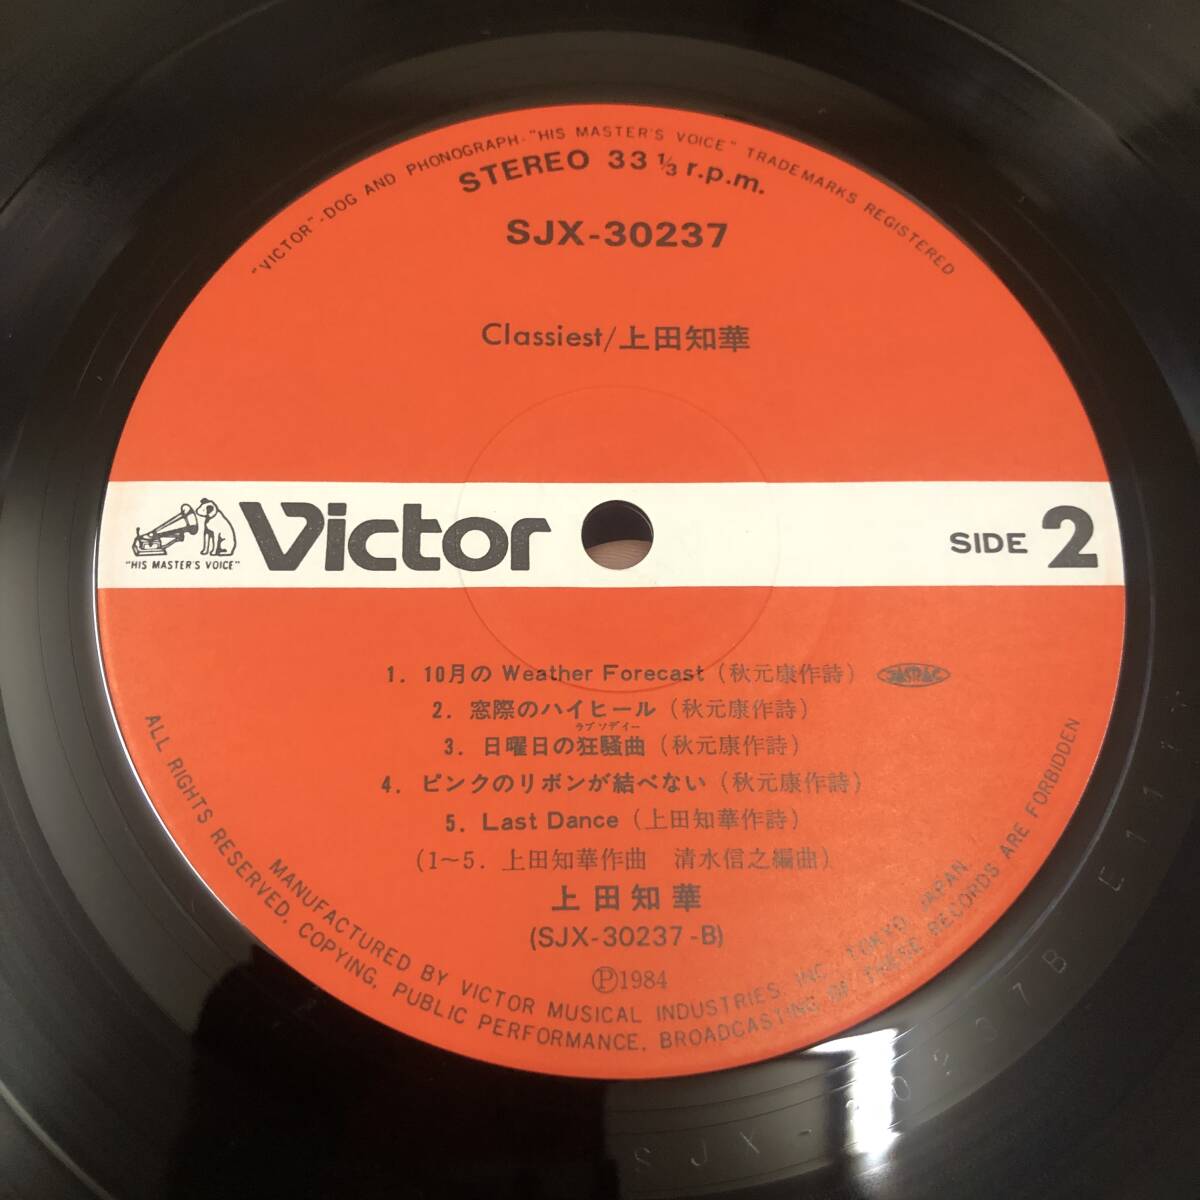 "VICTOR"-DOG AND PHONOGRAPH-"HIS MASTER'S VOICE" TRADEMARKS REGISTERED
STEREO 33 1/3 r.p.m.
SJX-30237
Classiest/上田知華
"HIS MASTER'S VOICE"
Victor
SIDE 2
1. 10月の Weather Forecast (秋元康作詩) JASRAC
2. 窓際のハイヒール (秋元康作詩)
ラプソディー
3. 日曜日の狂騒曲 (秋元康作詩)
4. ピンクのリボンが結べない (秋元康作詩)
5. Last Dance (上田知華作詩)
(1〜5. 上田知華作曲 清水信之編曲)
上田知華
(SJX-30237-B)
Ⓟ1984
MANUFACTURED BY VICTOR MUSICAL INDUSTRIES, INC., TOKYO, JAPAN.
ALL RIGHTS RESERVED, COPYING, PUBLIC PERFORMANCE, BROADCASTING OF THESE RECORDS ARE FORBIDDEN
SJX-30237B